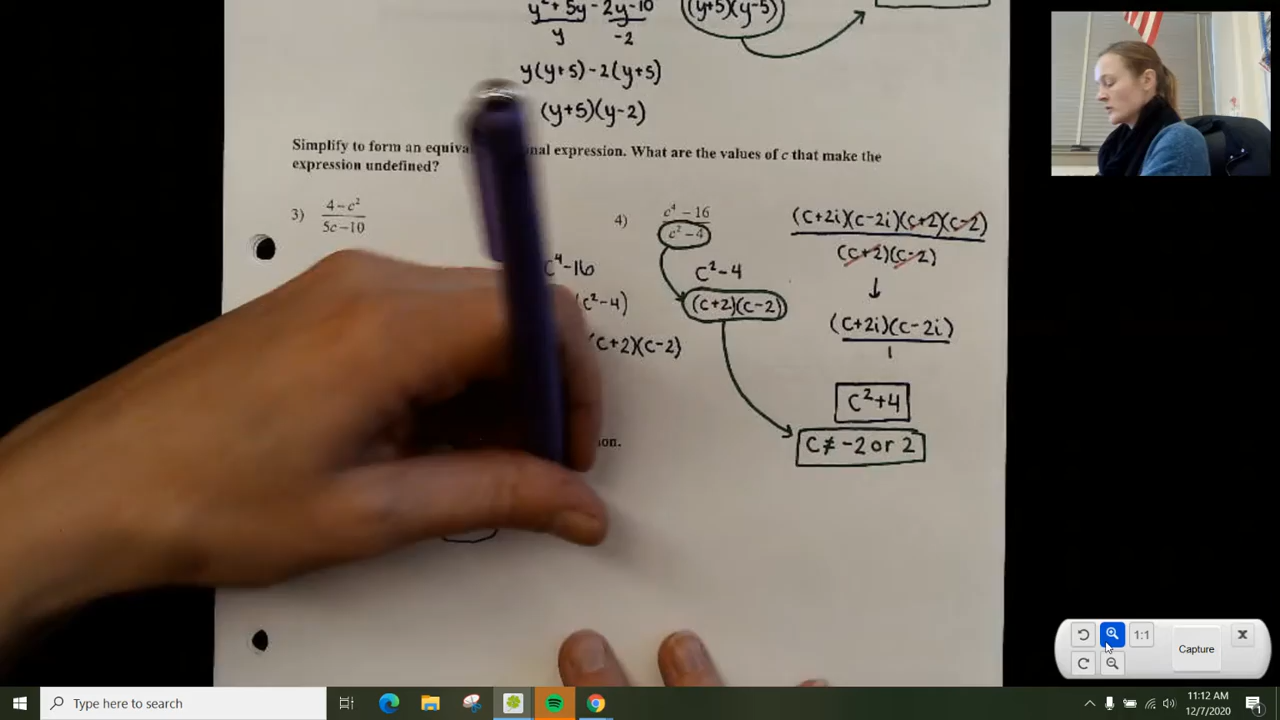 y² + 5y - 2y - 10
y
-2
(y+5)(y-5)
y(y+5) - 2(y+5)
(y+5)(y-2)
Simplify to form an expression. What are the values of c that make the
expression undefined?
3) 4 - c² / 5c - 10
4) c⁴ - 16 / c² - 4
(c+2i)(c-2i)(c+2)(c-2)
(c+2)(c-2)
c⁴-16
c²-4
(c²-4)
(c+2)(c-2)
(c+2i)(c-2i)
1
(c+2)(c-2)
c²+4
c ≠ -2 or 2
1:1
Capture
Type here to search
11:12 AM
12/7/2020
1